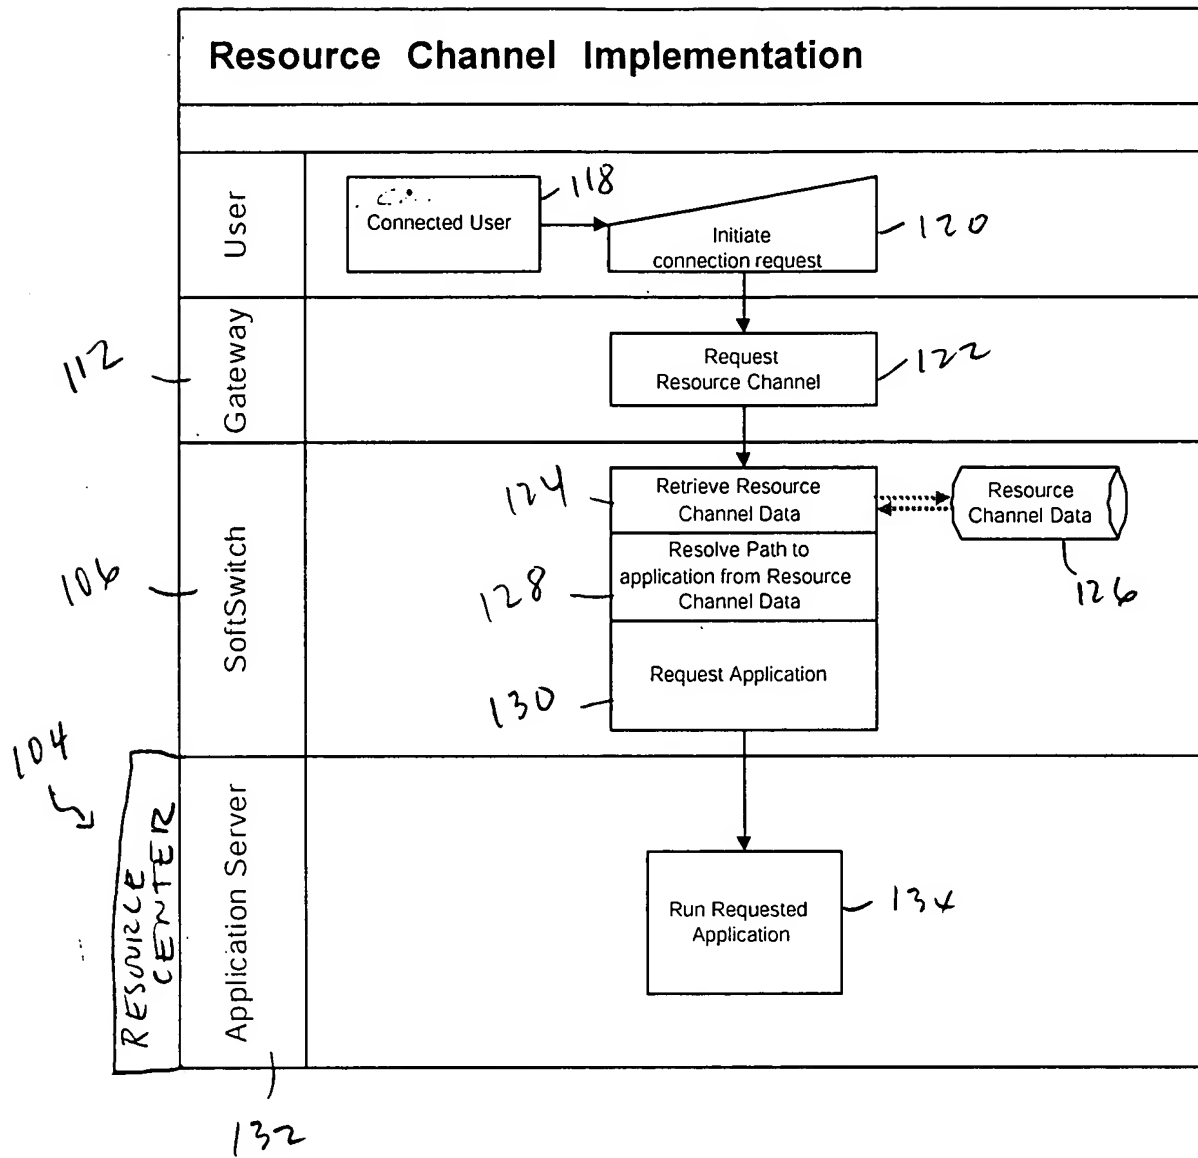 Resource Channel Implementation
User
Connected User
118
Initiate
connection request
120
112
Gateway
Request
Resource Channel
122
106
SoftSwitch
124
Retrieve Resource
Channel Data
Resource
Channel Data
126
128
Resolve Path to
application from Resource
Channel Data
130
Request Application
104
RESOURCE
CENTER
Application Server
Run Requested
Application
134
132